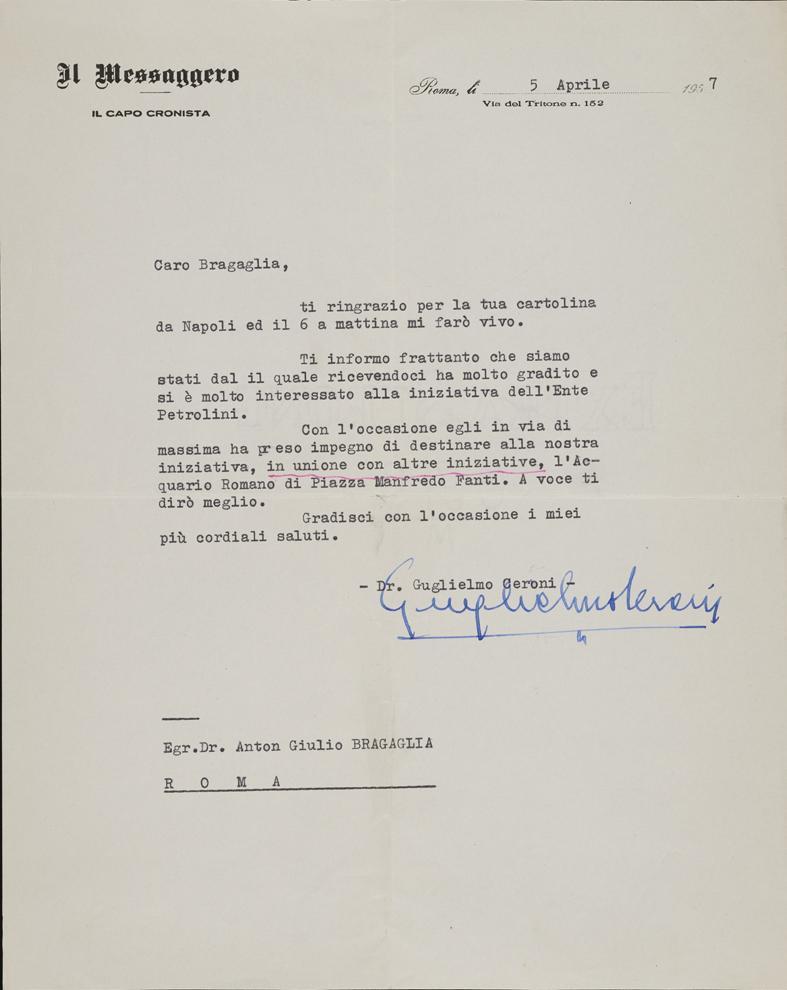 Il Messaggero
IL CAPO CRONISTA
Roma, li 5 Aprile 1957
Via del Tritone n. 152
Caro Bragaglia,
ti ringrazio per la tua cartolina
da Napoli ed il 6 a mattina mi farò vivo.
Ti informo frattanto che siamo
stati dal il quale ricevendoci ha molto gradito e
si è molto interessato alla iniziativa dell'Ente
Petrolini.
Con l'occasione egli in via di
massima ha preso impegno di destinare alla nostra
iniziativa, in unione con altre iniziative, l'Ac-
quario Romano di Piazza Manfredo Fanti. A voce ti
dirò meglio.
Gradisci con l'occasione i miei
più cordiali saluti.
- Dr. Guglielmo Ceroni -
Guglielmo Ceroni
Egr.Dr. Anton Giulio BRAGAGLIA
R O M A